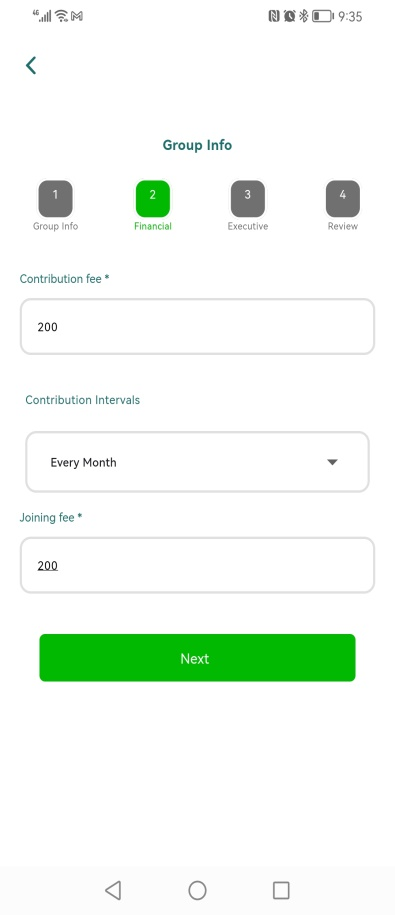 4G
9:35
Group Info
1
2
3
4
Group Info
Financial
Executive
Review
Contribution fee *
200
Contribution Intervals
Every Month
Joining fee *
200
Next